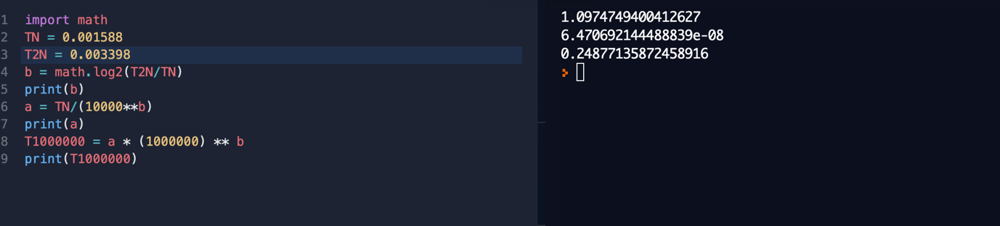 1 import math
2 TN = 0.001588
3 T2N = 0.003398
4 b = math.log2(T2N/TN)
5 print(b)
6 a = TN/(10000**b)
7 print(a)
8 T1000000 = a * (1000000) ** b
9 print(T1000000)
1.0974749400412627
6.470692144488839e-08
0.24877135872458916
>